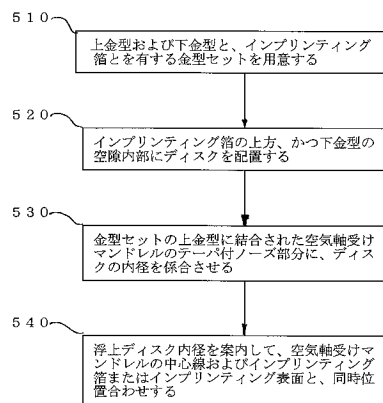 510
上金型および下金型と、インプリンティング
箔とを有する金型セットを用意する
520
インプリンティング箔の上方、かつ下金型の
空隙内部にディスクを配置する
530
金型セットの上金型に結合された空気軸受け
マンドレルのテーパ付ノーズ部分に、ディス
クの内径を係合させる
540
浮上ディスク内径を案内して、空気軸受けマ
ンドレルの中心線およびインプリンティング
箔またはインプリンティング表面と、同時位
置合わせする